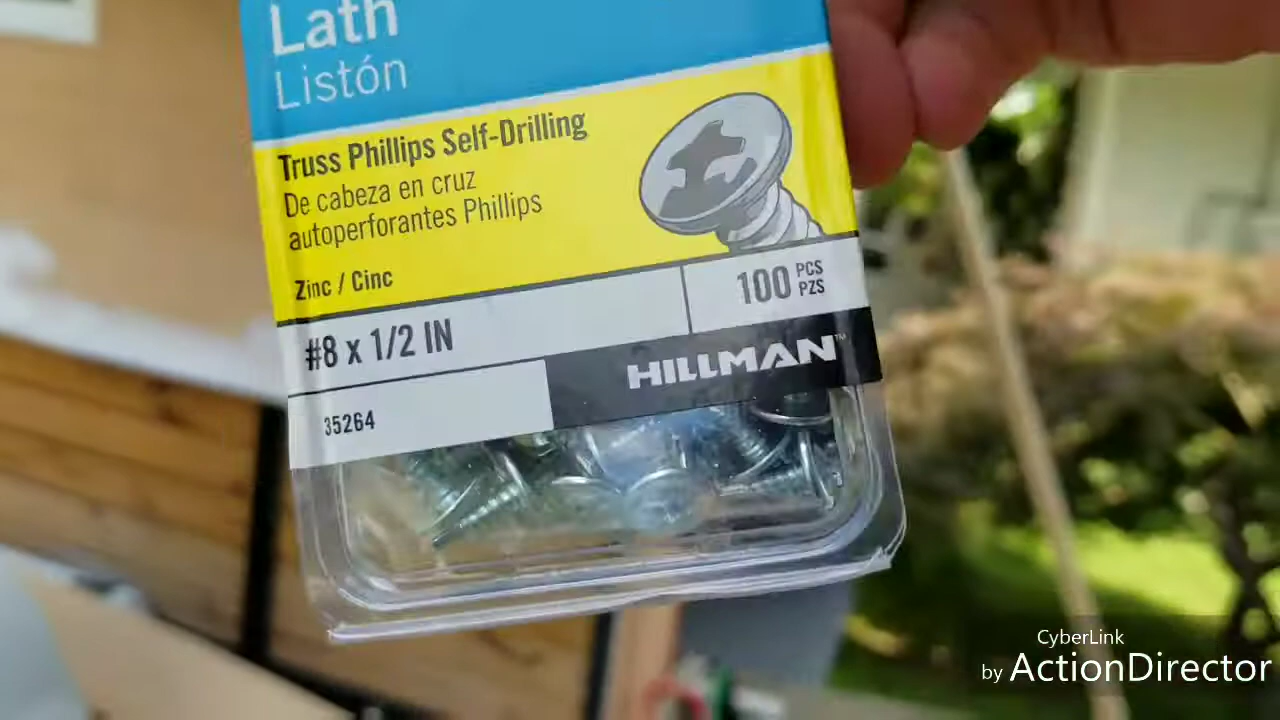 Lath
Listón
Truss Phillips Self-Drilling
De cabeza en cruz
autoperforantes Phillips
Zinc / Cinc
#8 x 1/2 IN
100 PCS
PZS
HILLMAN™
35264
CyberLink
by ActionDirector